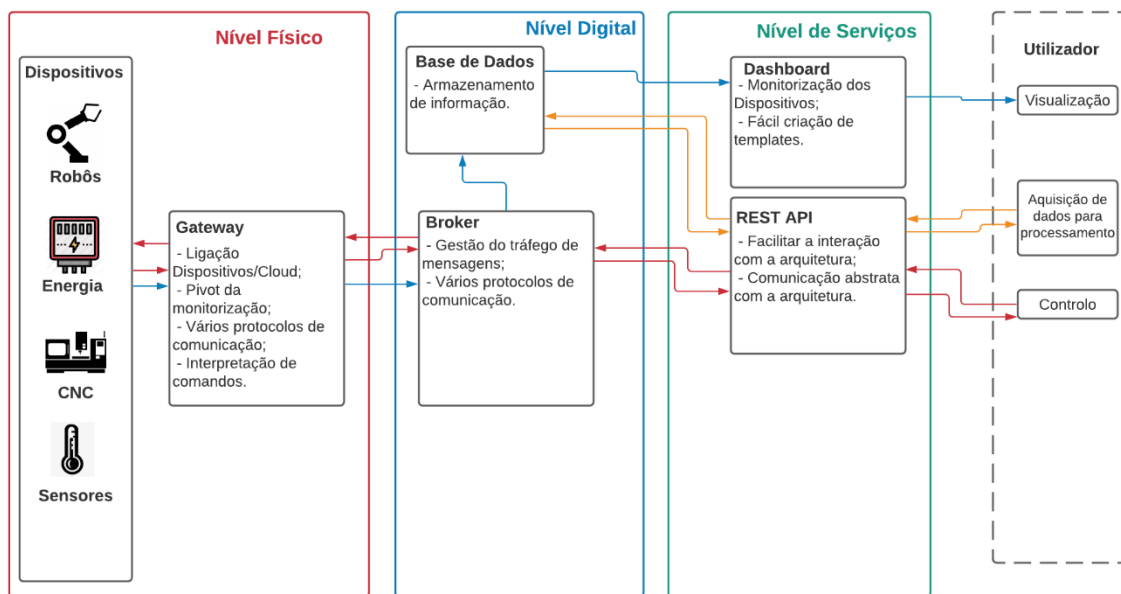 Nível Físico
Dispositivos
Robôs
Energia
CNC
Sensores
Gateway
- Ligação
Dispositivos/Cloud;
- Pivot da
monitorização;
- Vários protocolos de
comunicação;
- Interpretação de
comandos.
Nível Digital
Base de Dados
- Armazenamento
de informação.
Broker
- Gestão do tráfego de
mensagens;
- Vários protocolos de
comunicação.
Nível de Serviços
Dashboard
- Monitorização dos
Dispositivos;
- Fácil criação de
templates.
REST API
- Facilitar a interação
com a arquitetura;
- Comunicação abstrata
com a arquitetura.
Utilizador
Visualização
Aquisição de
dados para
processamento
Controlo